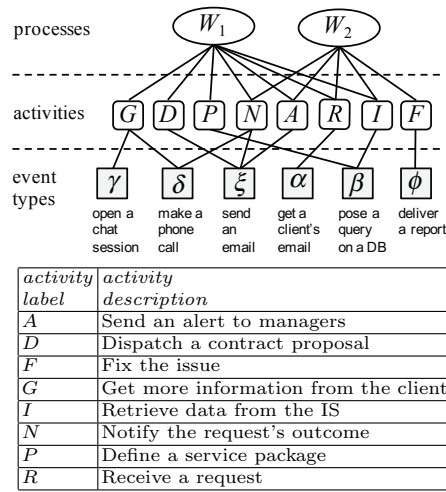 processes W1 W2
activities G D P N A R I F
event γ δ ξ α β ϕ
types
open a make a send get a pose a deliver
chat phone an client's query a report
session call email email on a DB
activity activity
label description
A Send an alert to managers
D Dispatch a contract proposal
F Fix the issue
G Get more information from the client
I Retrieve data from the IS
N Notify the request's outcome
P Define a service package
R Receive a request